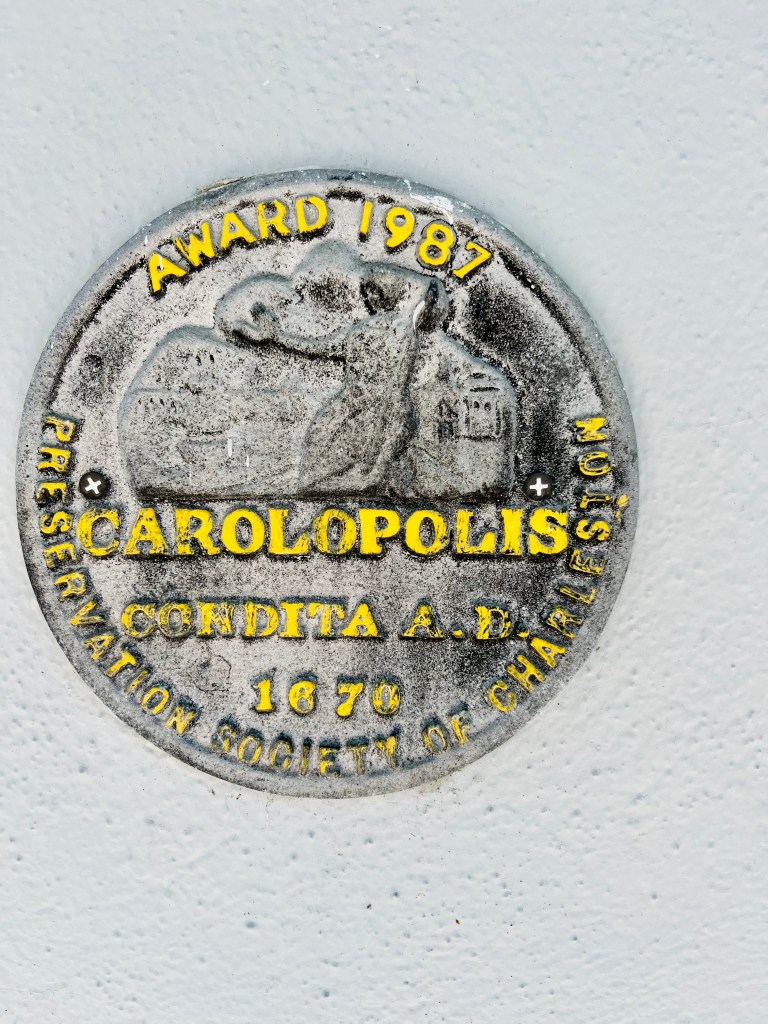 AWARD 1987
CAROLOPOLIS
CONDITA A.D.
1670
PRESERVATION SOCIETY OF CHARLESTON